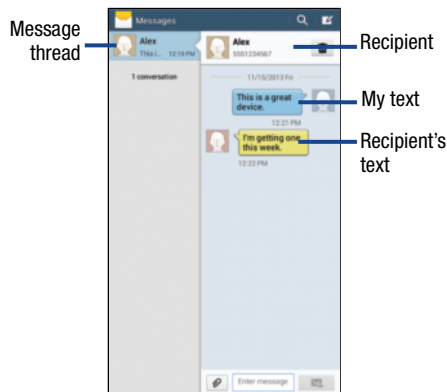 Messages
Message
thread
Alex
This i... 12:19 PM
1 conversation
Alex
5551234567
Recipient
11/15/2013 Fri
This is a great
device.
My text
12:21 PM
I'm getting one
this week.
Recipient's
text
12:22 PM
Enter message